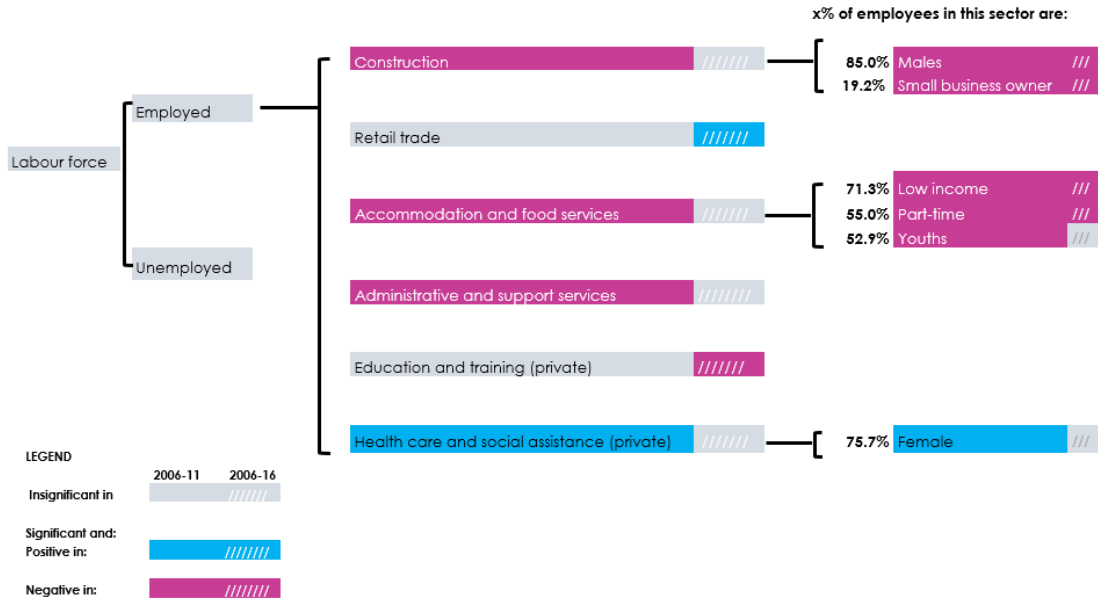 x% of employees in this sector are:
Construction ///////
85.0% Males ///
19.2% Small business owner ///
Employed
Retail trade ///////
Labour force
71.3% Low income ///
Accommodation and food services ///////
55.0% Part-time ///
52.9% Youths ///
Unemployed
Administrative and support services ////////
Education and training (private) ///////
Health care and social assistance (private) ///////
75.7% Female ///
LEGEND
2006-11 2006-16
Insignificant in ///////
Significant and:
Positive in: ////////
Negative in: ////////